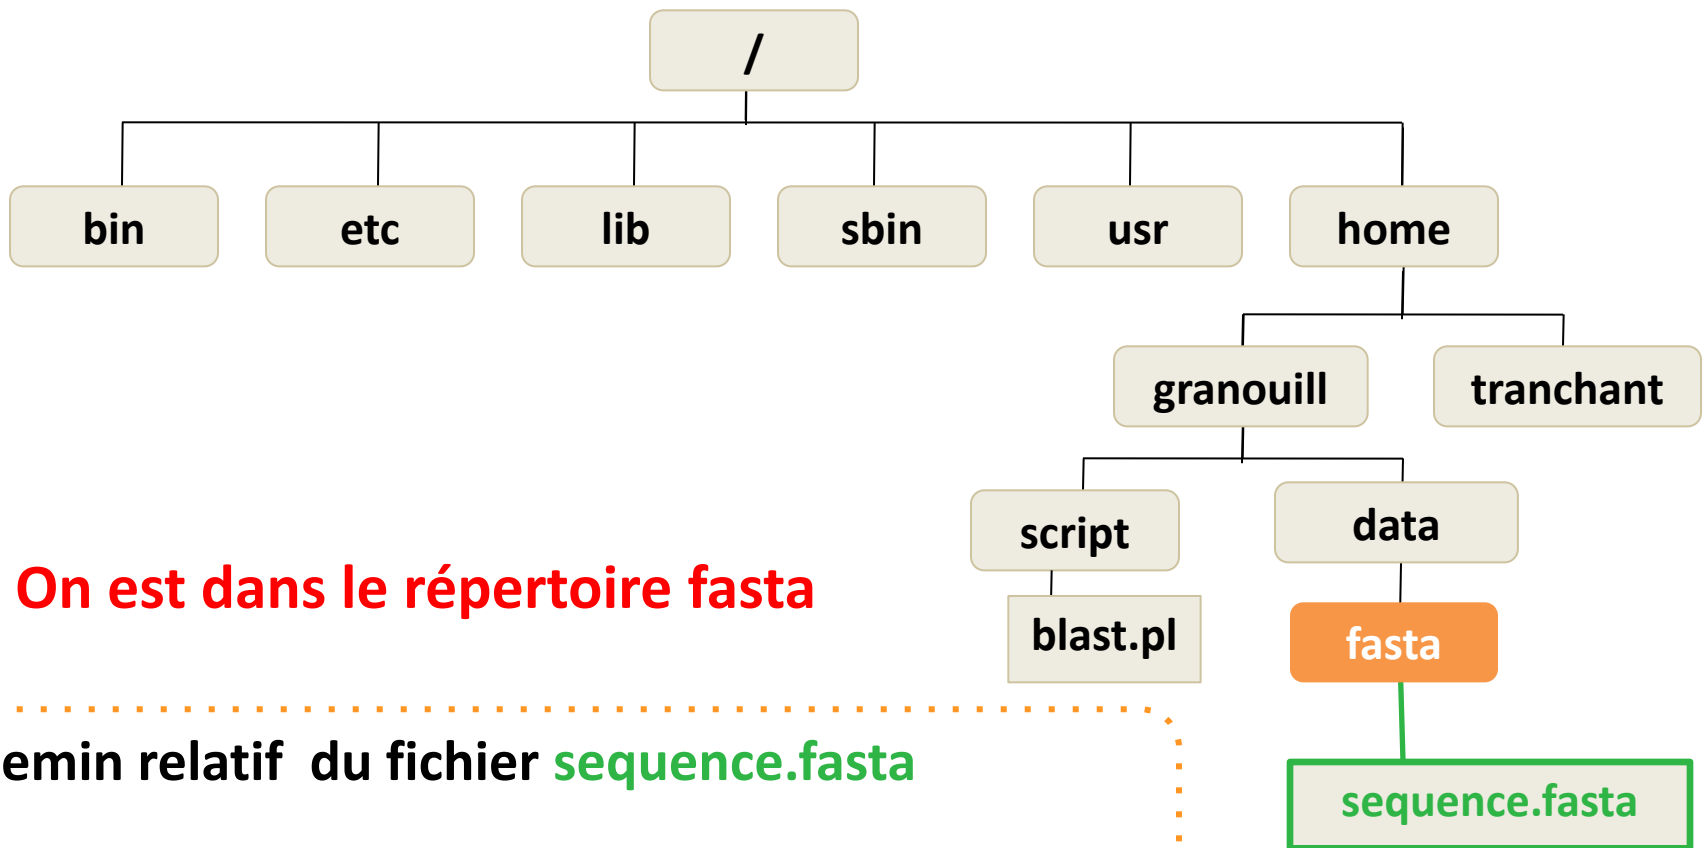 /
bin etc lib sbin usr home
granouill tranchant
script data
On est dans le répertoire fasta
blast.pl fasta
emin relatif du fichier sequence.fasta
sequence.fasta